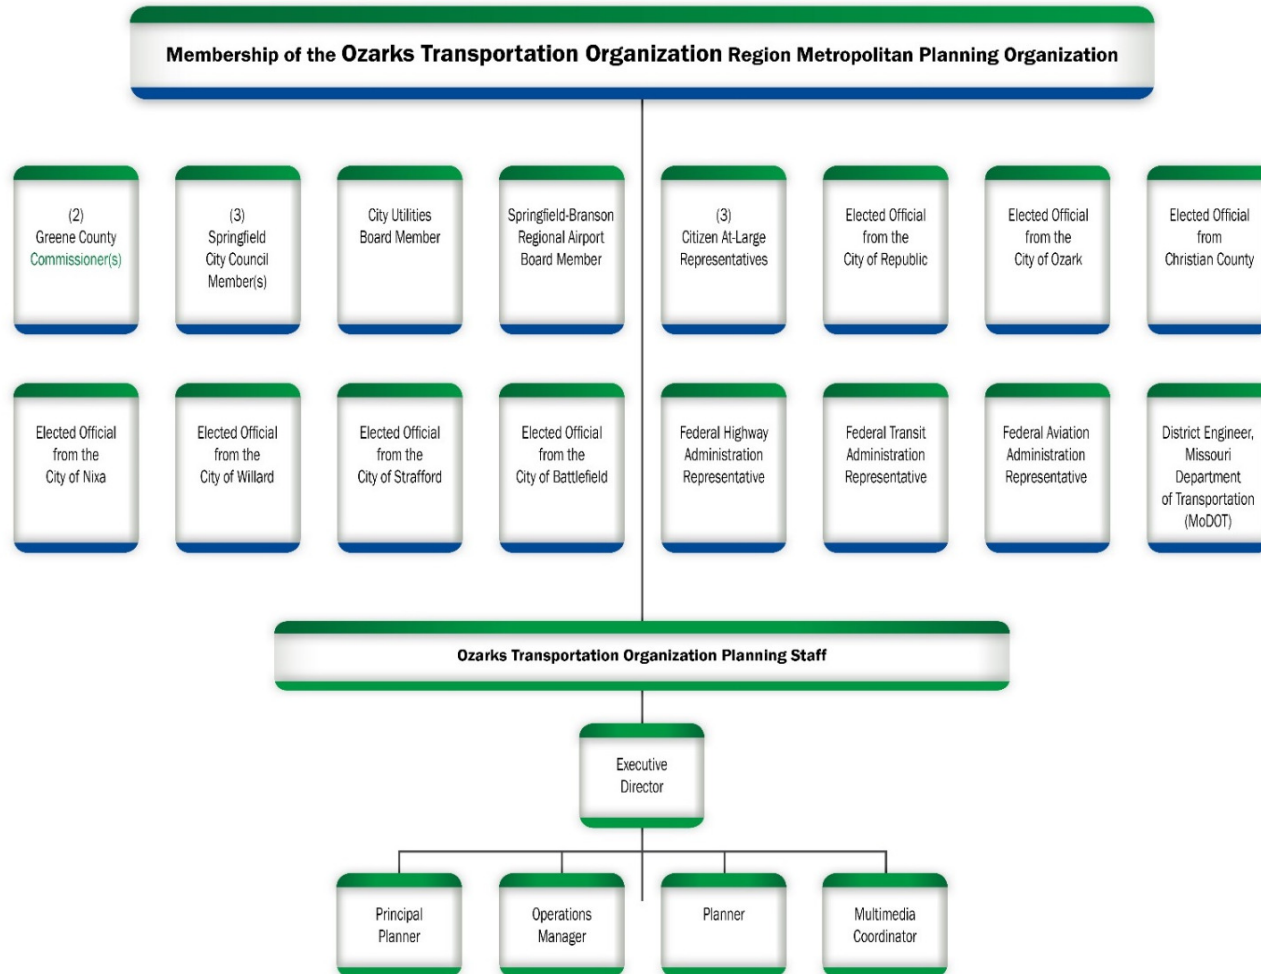 Membership of the Ozarks Transportation Organization Region Metropolitan Planning Organization
(2)
Greene County
Commissioner(s)
(3)
Springfield
City Council
Member(s)
City Utilities
Board Member
Springfield-Branson
Regional Airport
Board Member
(3)
Citizen At-Large
Representatives
Elected Official
from the
City of Republic
Elected Official
from the
City of Ozark
Elected Official
from
Christian County
Elected Official
from the
City of Nixa
Elected Official
from the
City of Willard
Elected Official
from the
City of Strafford
Elected Official
from the
City of Battlefield
Federal Highway
Administration
Representative
Federal Transit
Administration
Representative
Federal Aviation
Administration
Representative
District Engineer,
Missouri
Department
of Transportation
(MoDOT)
Ozarks Transportation Organization Planning Staff
Executive
Director
Principal
Planner
Operations
Manager
Planner
Multimedia
Coordinator